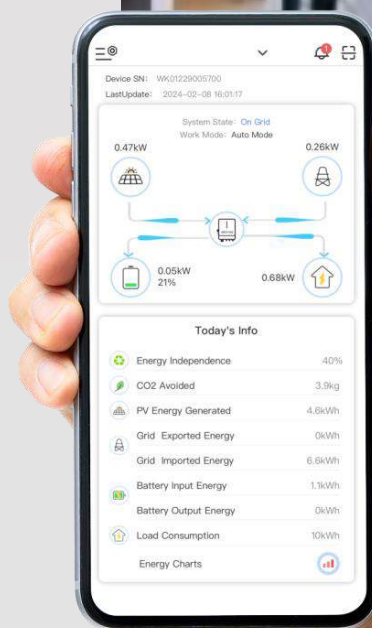 1
Device SN: WK01229005700
LastUpdate: 2024-02-08 16:01:17
System State: On Grid
Work Mode: Auto Mode
0.47kW
0.26kW
0.05kW
21%
0.68kW
Today's Info
Energy Independence 40%
CO2 Avoided 3.9kg
PV Energy Generated 4.6kWh
Grid Exported Energy 0kWh
Grid Imported Energy 6.6kWh
Battery Input Energy 1.1kWh
Battery Output Energy 0kWh
Load Consumption 10kWh
Energy Charts